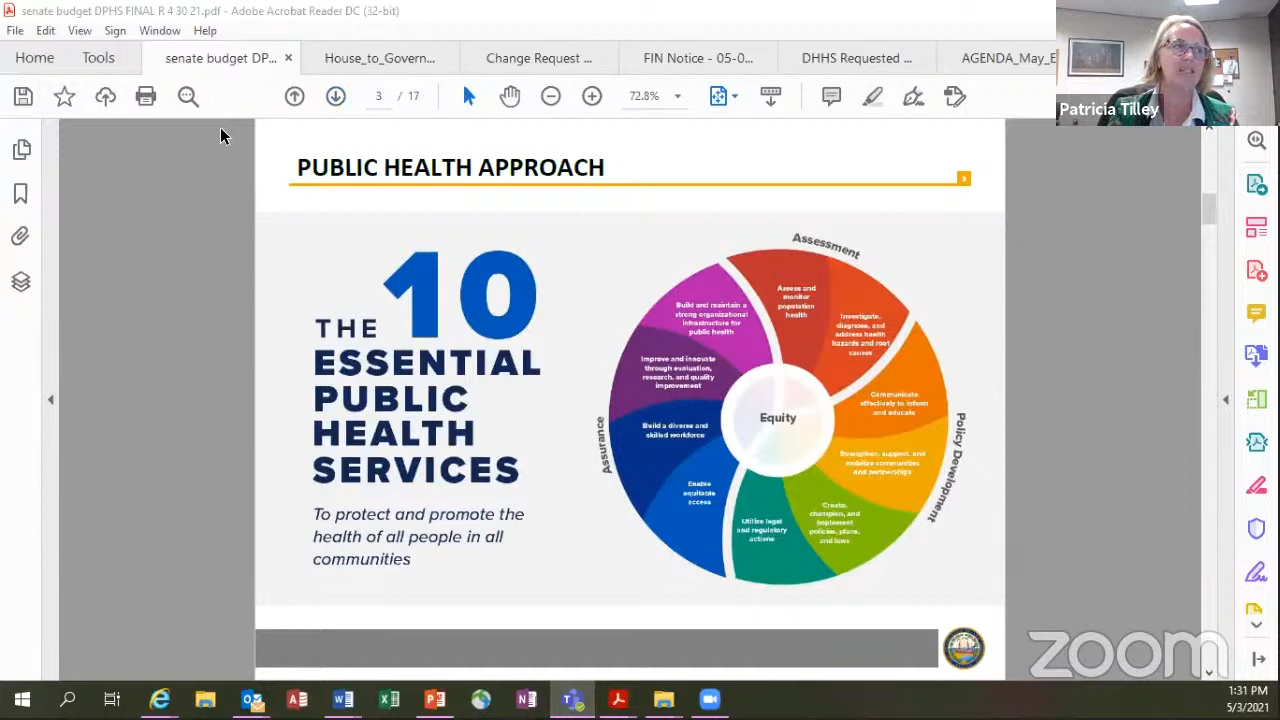 senate budget DPHS FINAL R 4 30 21.pdf - Adobe Acrobat Reader DC (32-bit)
File Edit View Sign Window Help
Home Tools senate budget DP... × House_to_Govern... Change Request ... FIN Notice - 05-0... DHHS Requested ... AGENDA_May_E
3 / 17 72.8%
Patricia Tilley
PUBLIC HEALTH APPROACH
3
THE 10
ESSENTIAL
PUBLIC
HEALTH
SERVICES
To protect and promote the
health of all people in all
communities
Assessment
Assess and
monitor
population
health
Investigate,
diagnose, and
address health
hazards and root
causes
Policy Development
Communicate
effectively to inform
and educate
Strengthen, support, and
mobilize communities
and partnerships
Create,
champion, and
implement
policies, plans,
and laws
Utilize legal
and regulatory
actions
Assurance
Enable
equitable
access
Build a diverse and
skilled workforce
Improve and innovate
through evaluation,
research, and quality
improvement
Build and maintain a
strong organizational
infrastructure for
public health
Equity
zoom
1:31 PM
5/3/2021